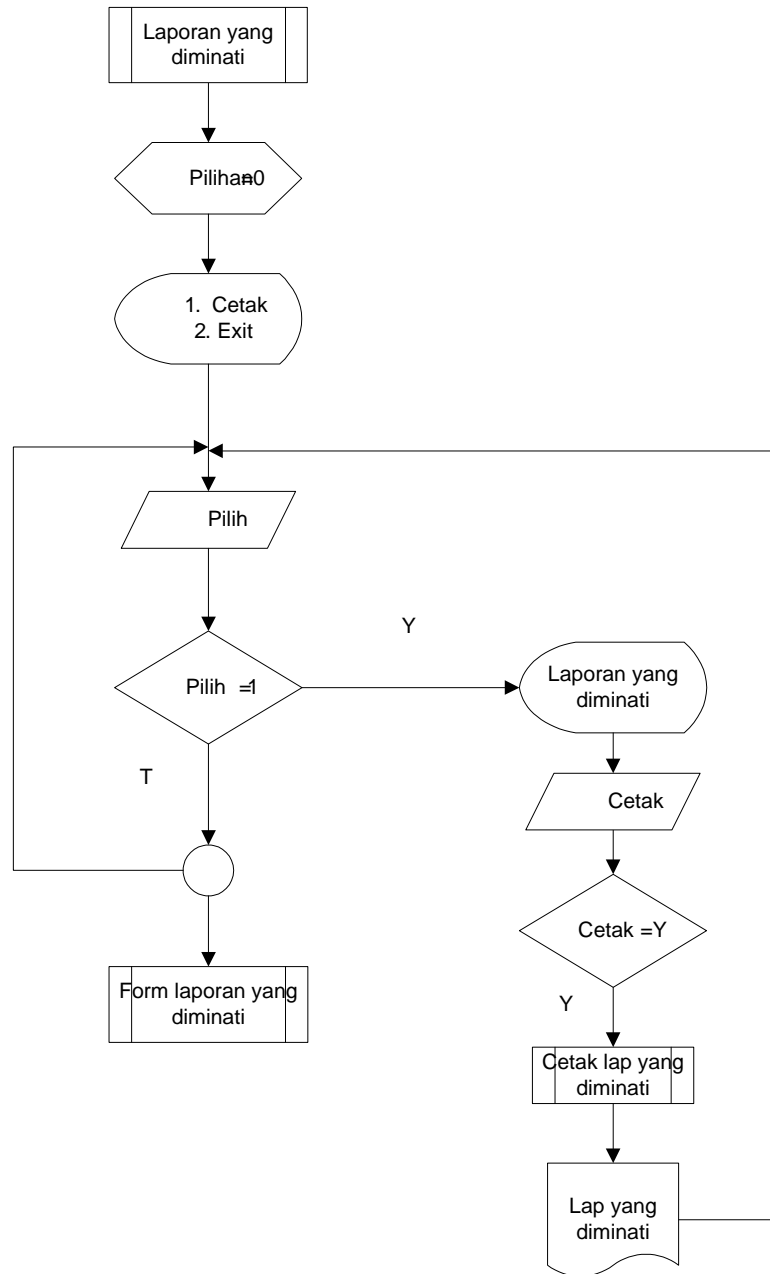 Laporan yang
diminati
Pilihan=0
1. Cetak
2. Exit
Pilih
Pilih =1
Y
T
Form laporan yang
diminati
Laporan yang
diminati
Cetak
Cetak =Y
Y
Cetak lap yang
diminati
Lap yang
diminati